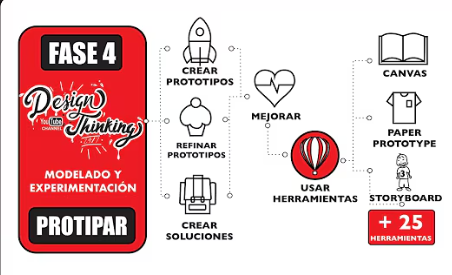 FASE 4
Design
YouTube
CHANNEL
Thinking
MODELADO Y
EXPERIMENTACIÓN
PROTIPAR
CREAR
PROTOTIPOS
REFINAR
PROTOTIPOS
CREAR
SOLUCIONES
MEJORAR
USAR
HERRAMIENTAS
CANVAS
PAPER
PROTOTYPE
3
STORYBOARD
+ 25
HERRAMIENTAS